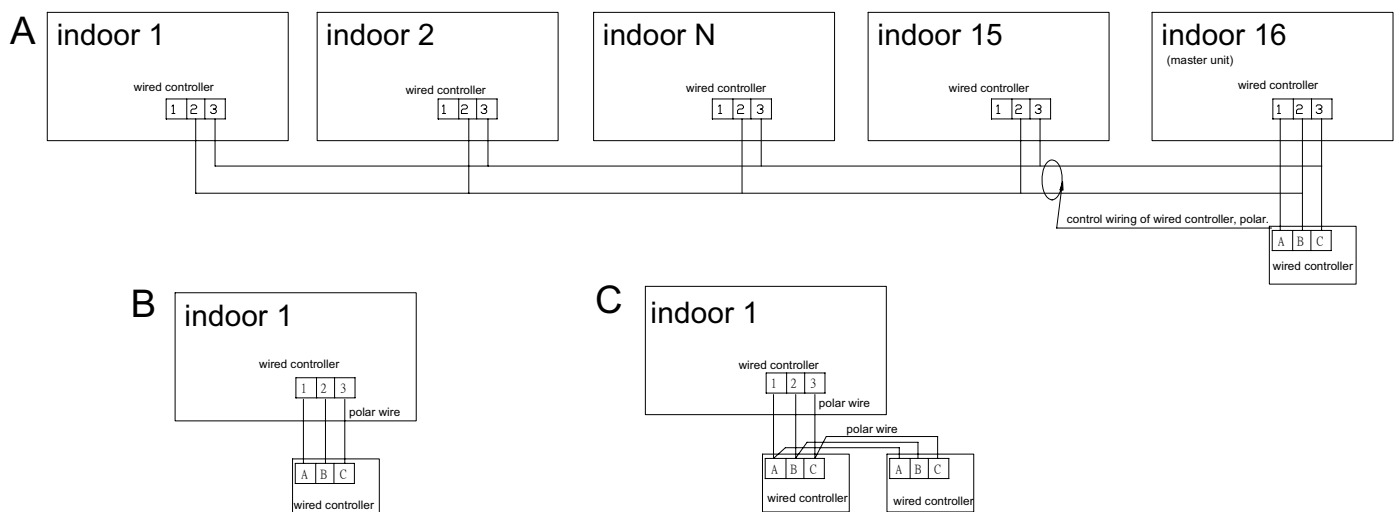 A
indoor 1
wired controller
1 2 3
indoor 2
wired controller
1 2 3
indoor N
wired controller
1 2 3
indoor 15
wired controller
1 2 3
indoor 16
(master unit)
wired controller
1 2 3
control wiring of wired controller, polar.
A B C
wired controller
B
indoor 1
wired controller
1 2 3
polar wire
A B C
wired controller
C
indoor 1
wired controller
1 2 3
polar wire
polar wire
A B C
wired controller
A B C
wired controller